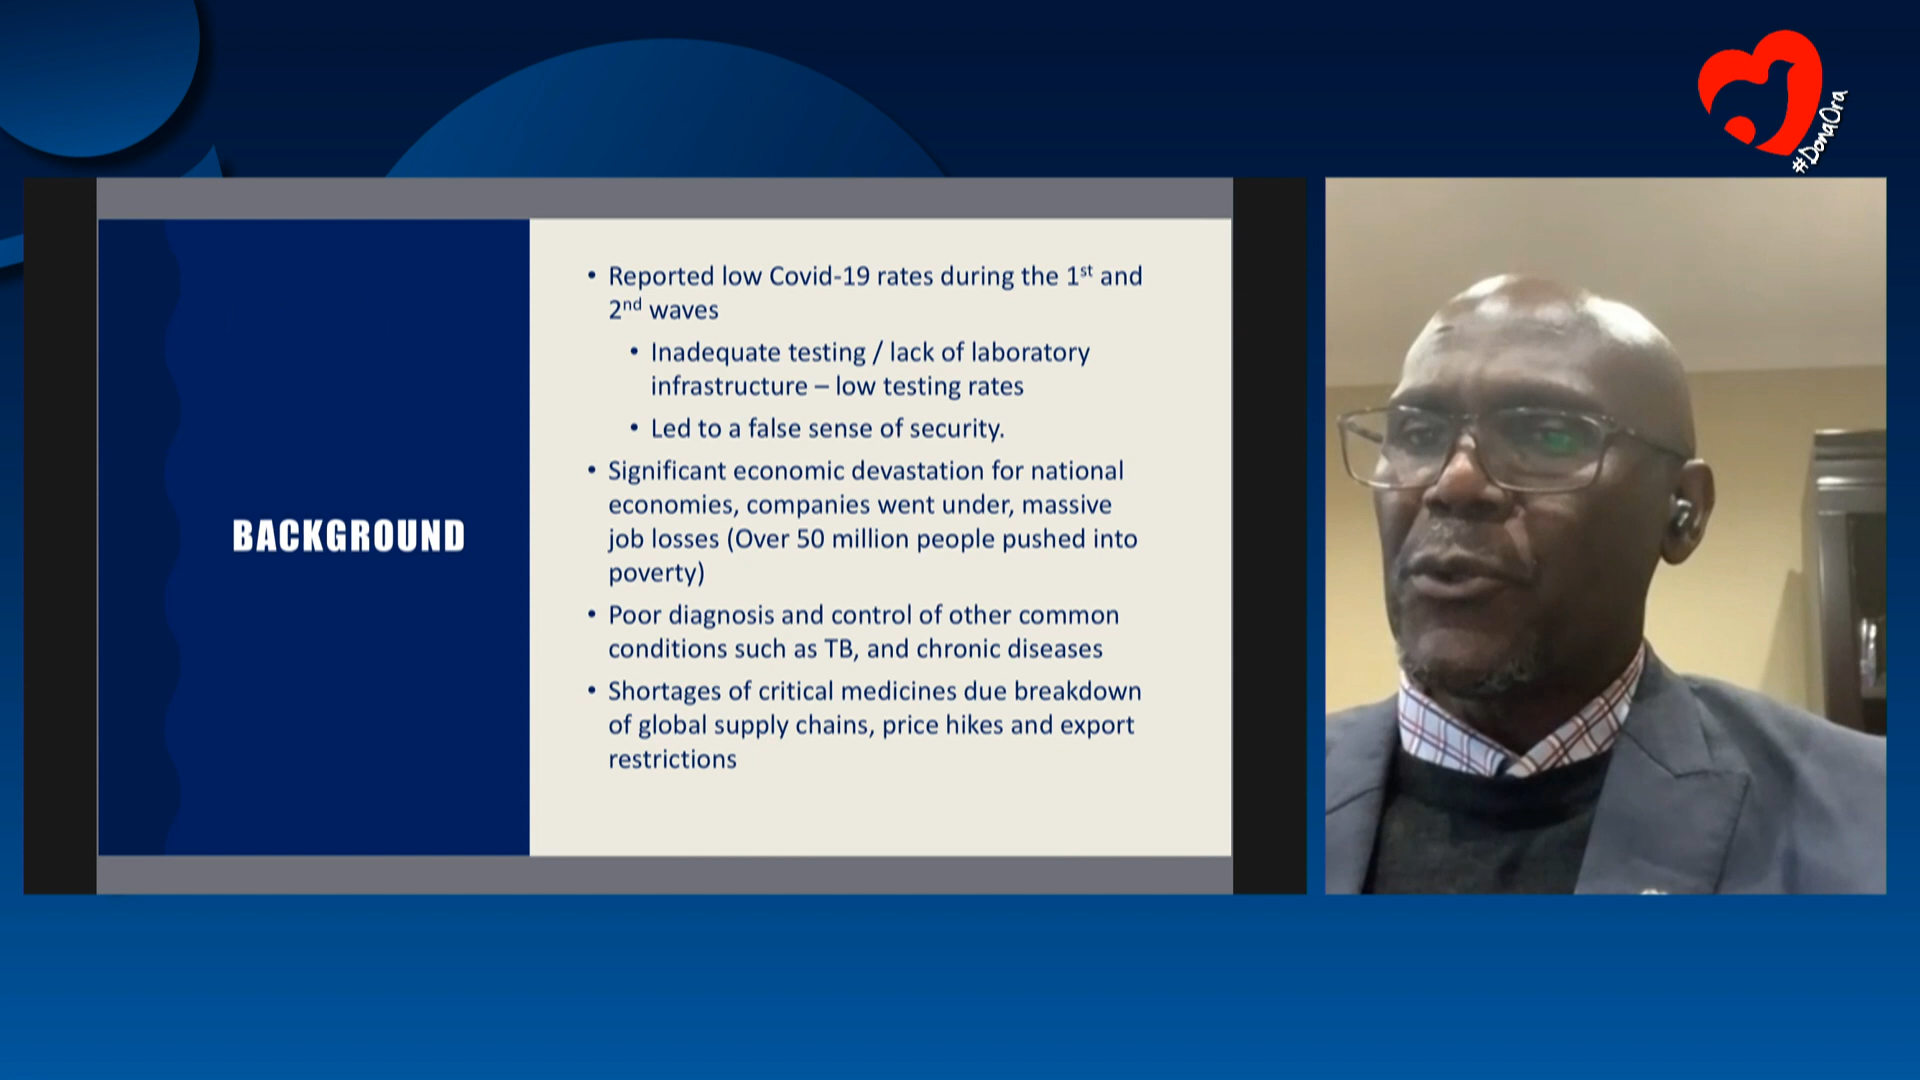 #DonaOra
BACKGROUND
• Reported low Covid-19 rates during the 1st and
2nd waves
• Inadequate testing / lack of laboratory
infrastructure – low testing rates
• Led to a false sense of security.
• Significant economic devastation for national
economies, companies went under, massive
job losses (Over 50 million people pushed into
poverty)
• Poor diagnosis and control of other common
conditions such as TB, and chronic diseases
• Shortages of critical medicines due breakdown
of global supply chains, price hikes and export
restrictions